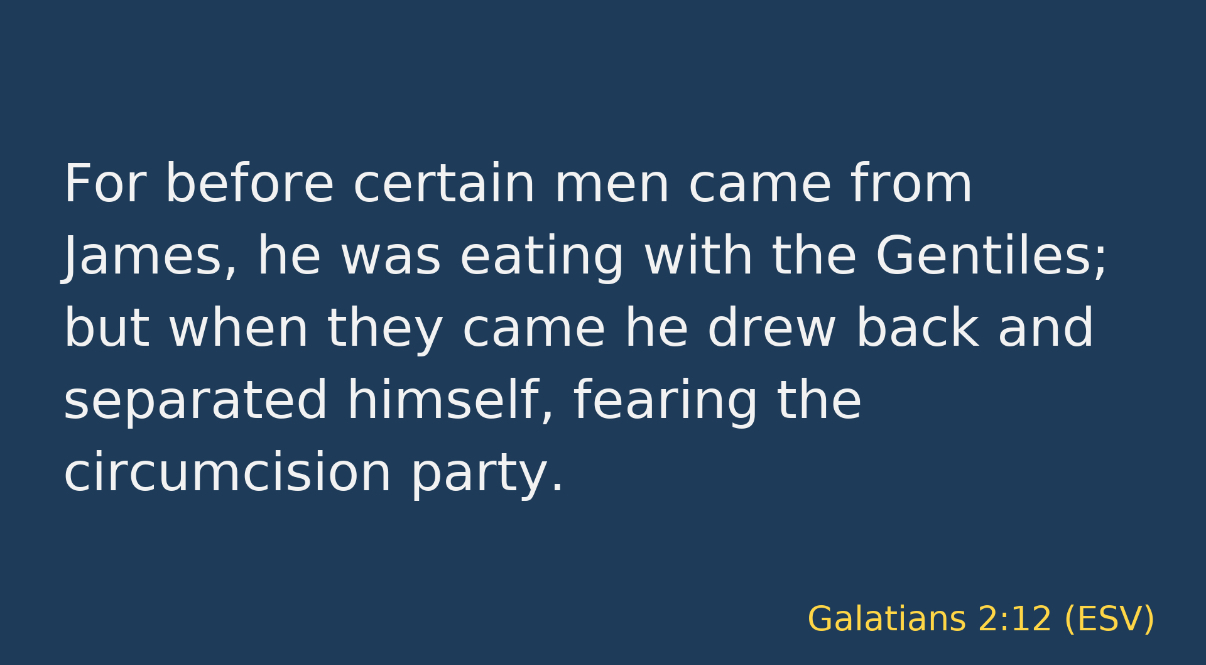 For before certain men came from
James, he was eating with the Gentiles;
but when they came he drew back and
separated himself, fearing the
circumcision party.
Galatians 2:12 (ESV)